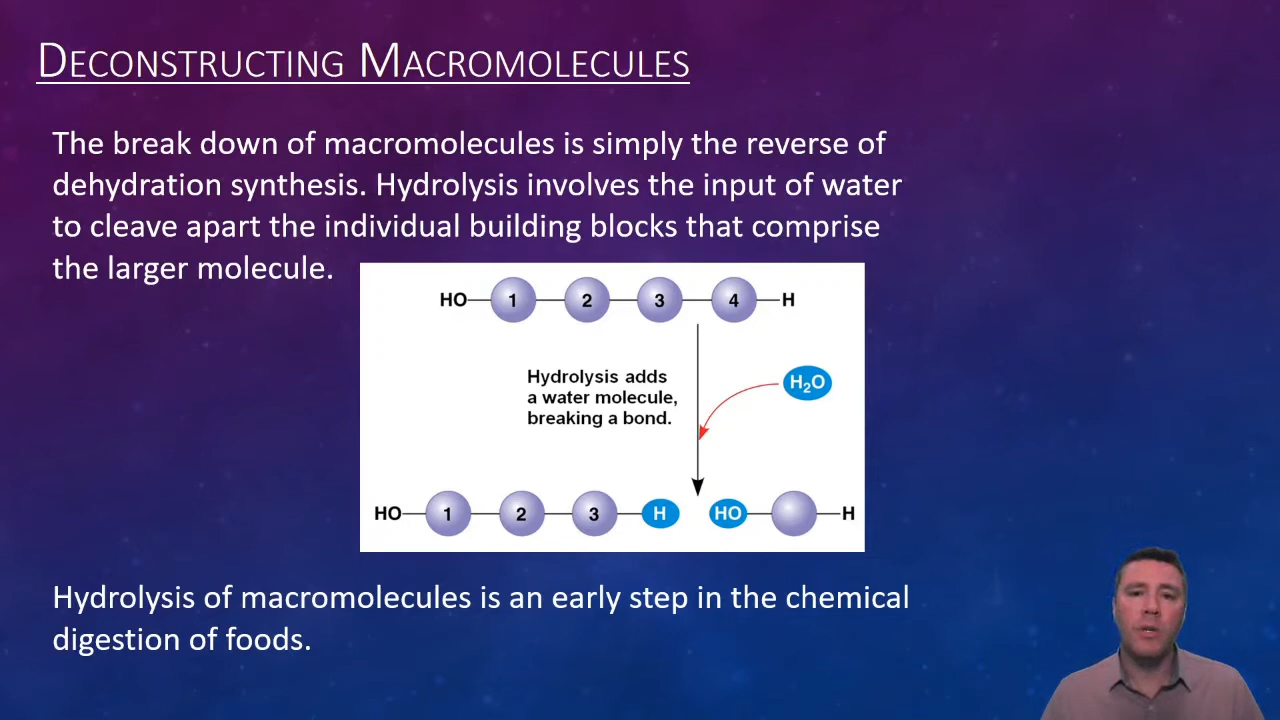 DECONSTRUCTING MACROMOLECULES
The break down of macromolecules is simply the reverse of
dehydration synthesis. Hydrolysis involves the input of water
to cleave apart the individual building blocks that comprise
the larger molecule.
HO 1 2 3 4 H
Hydrolysis adds
a water molecule,
breaking a bond.
H₂O
HO 1 2 3 H HO H
Hydrolysis of macromolecules is an early step in the chemical
digestion of foods.